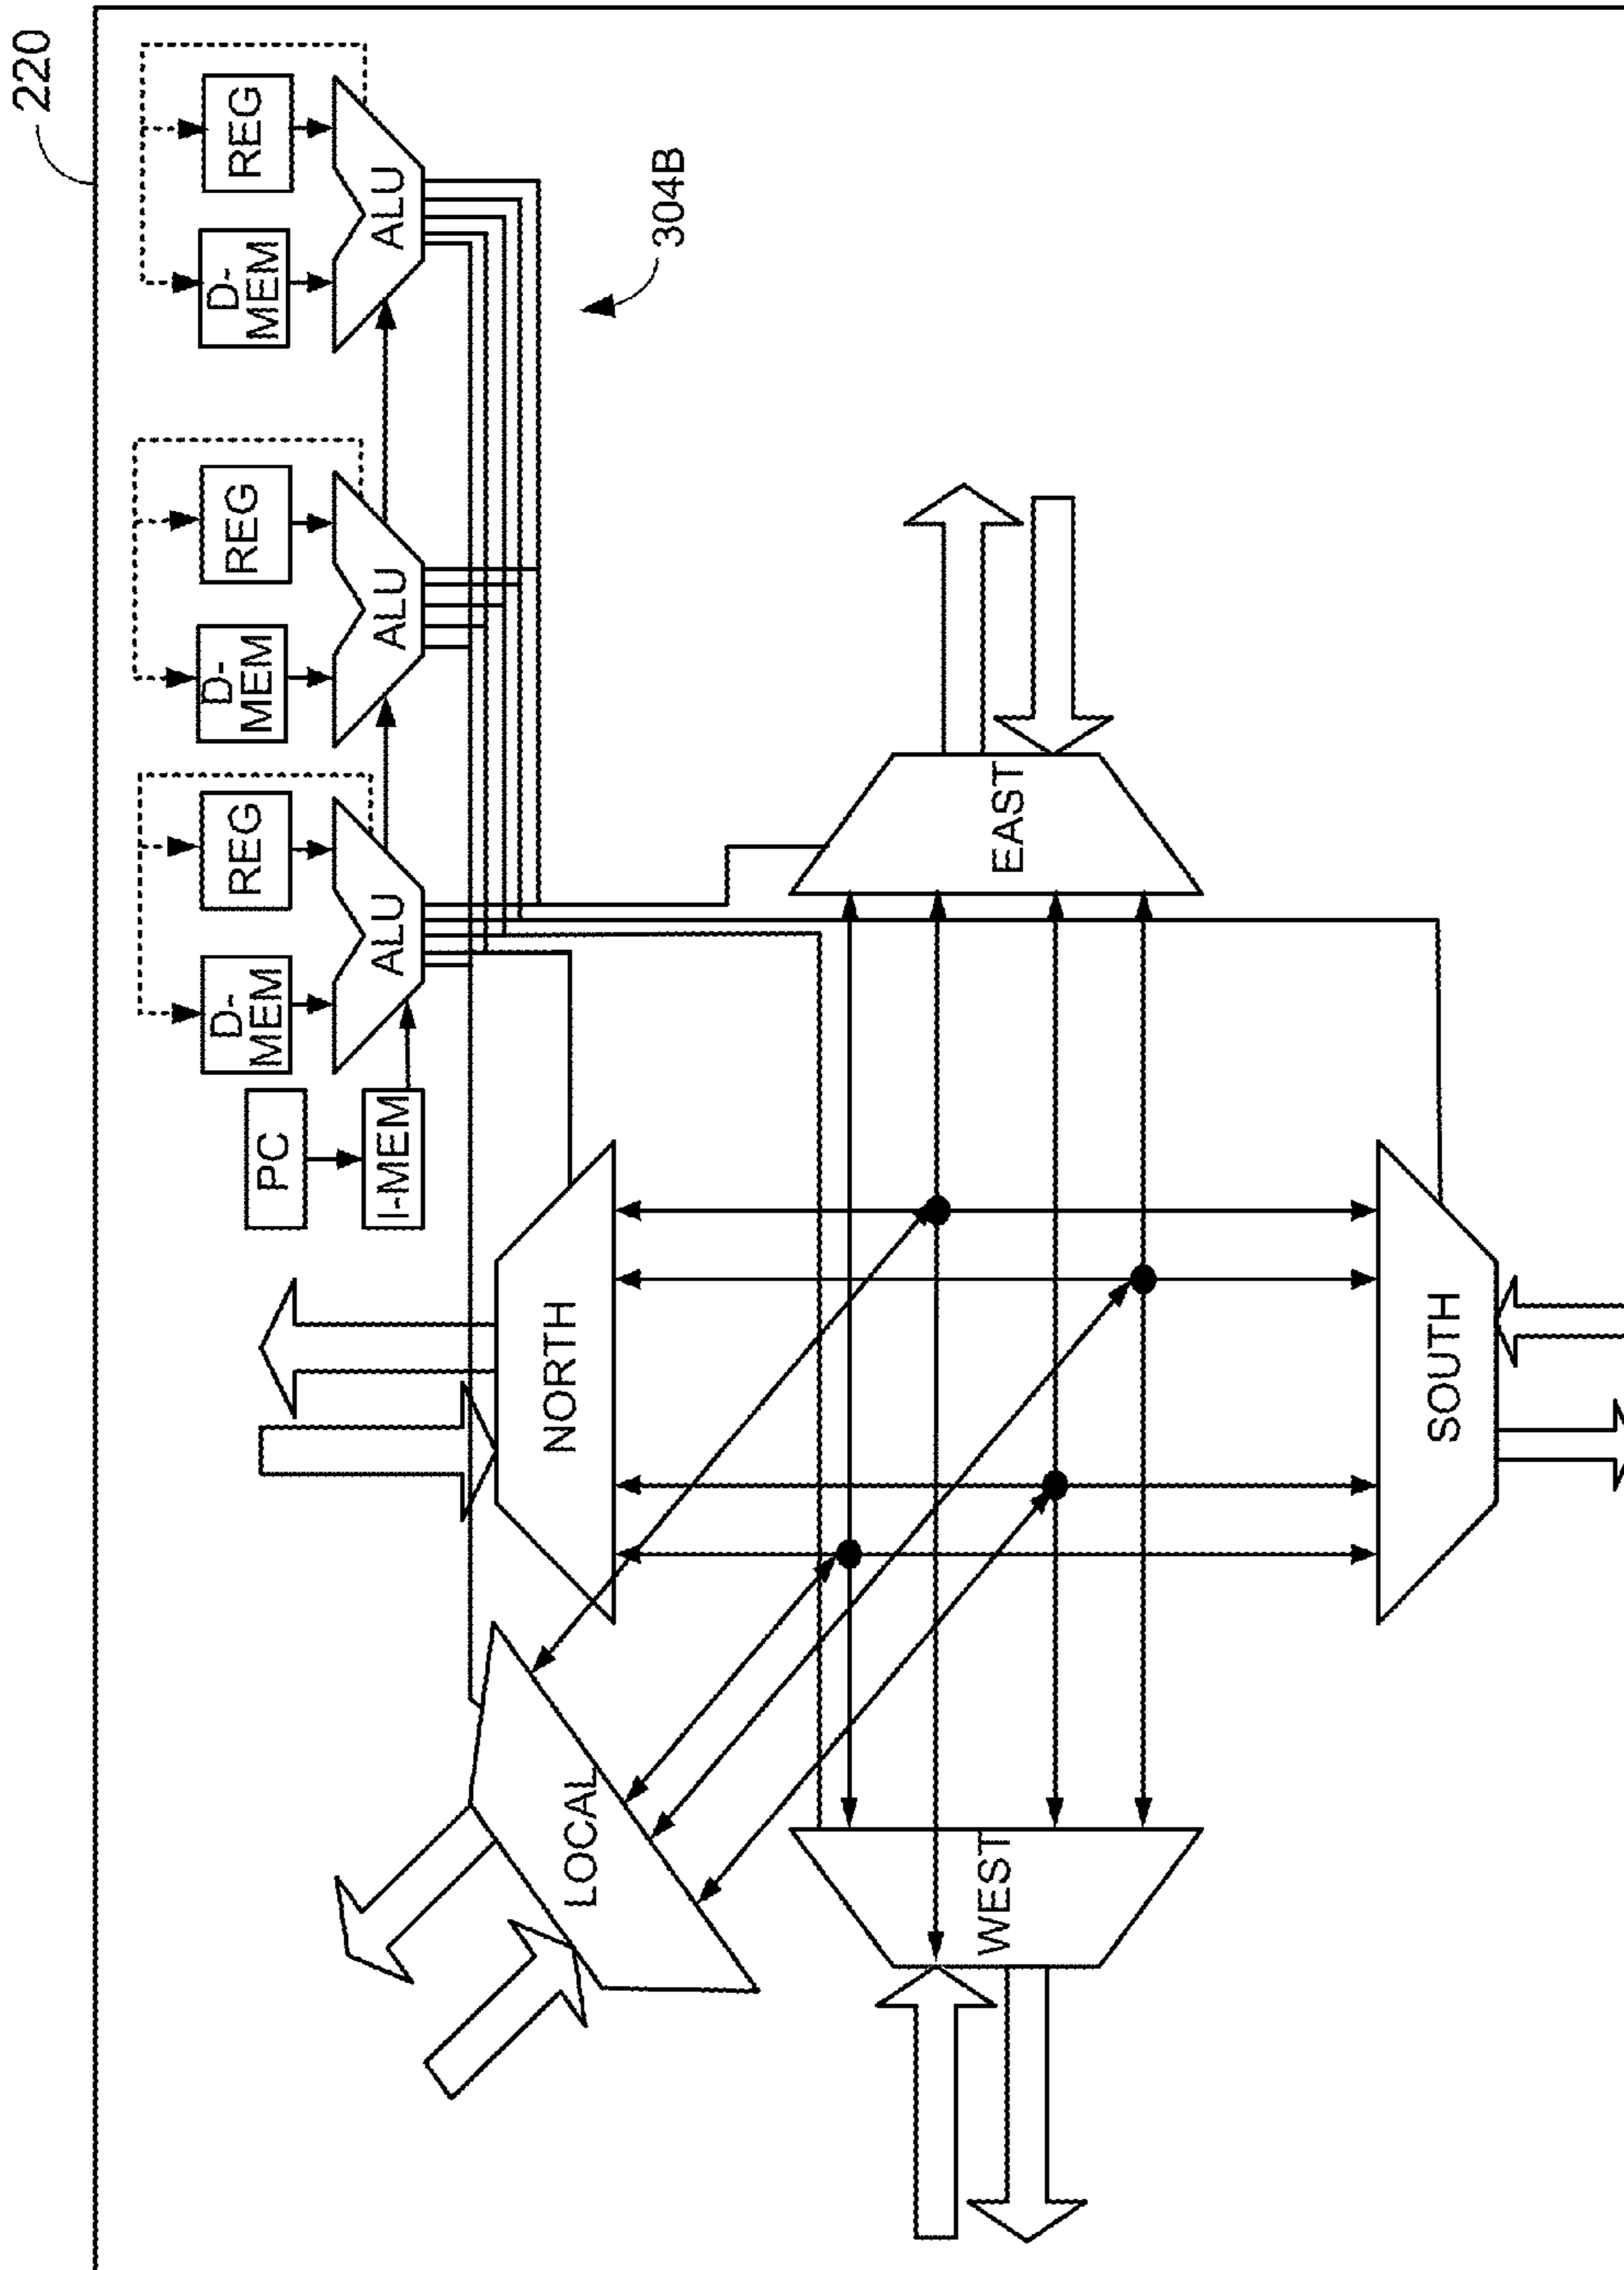 220
D-
MEM
REG
D-
MEM
REG
D-
MEM
REG
PC
I-MEM
ALU
ALU
ALU
LOCAL
NORTH
304B
WEST
EAST
SOUTH